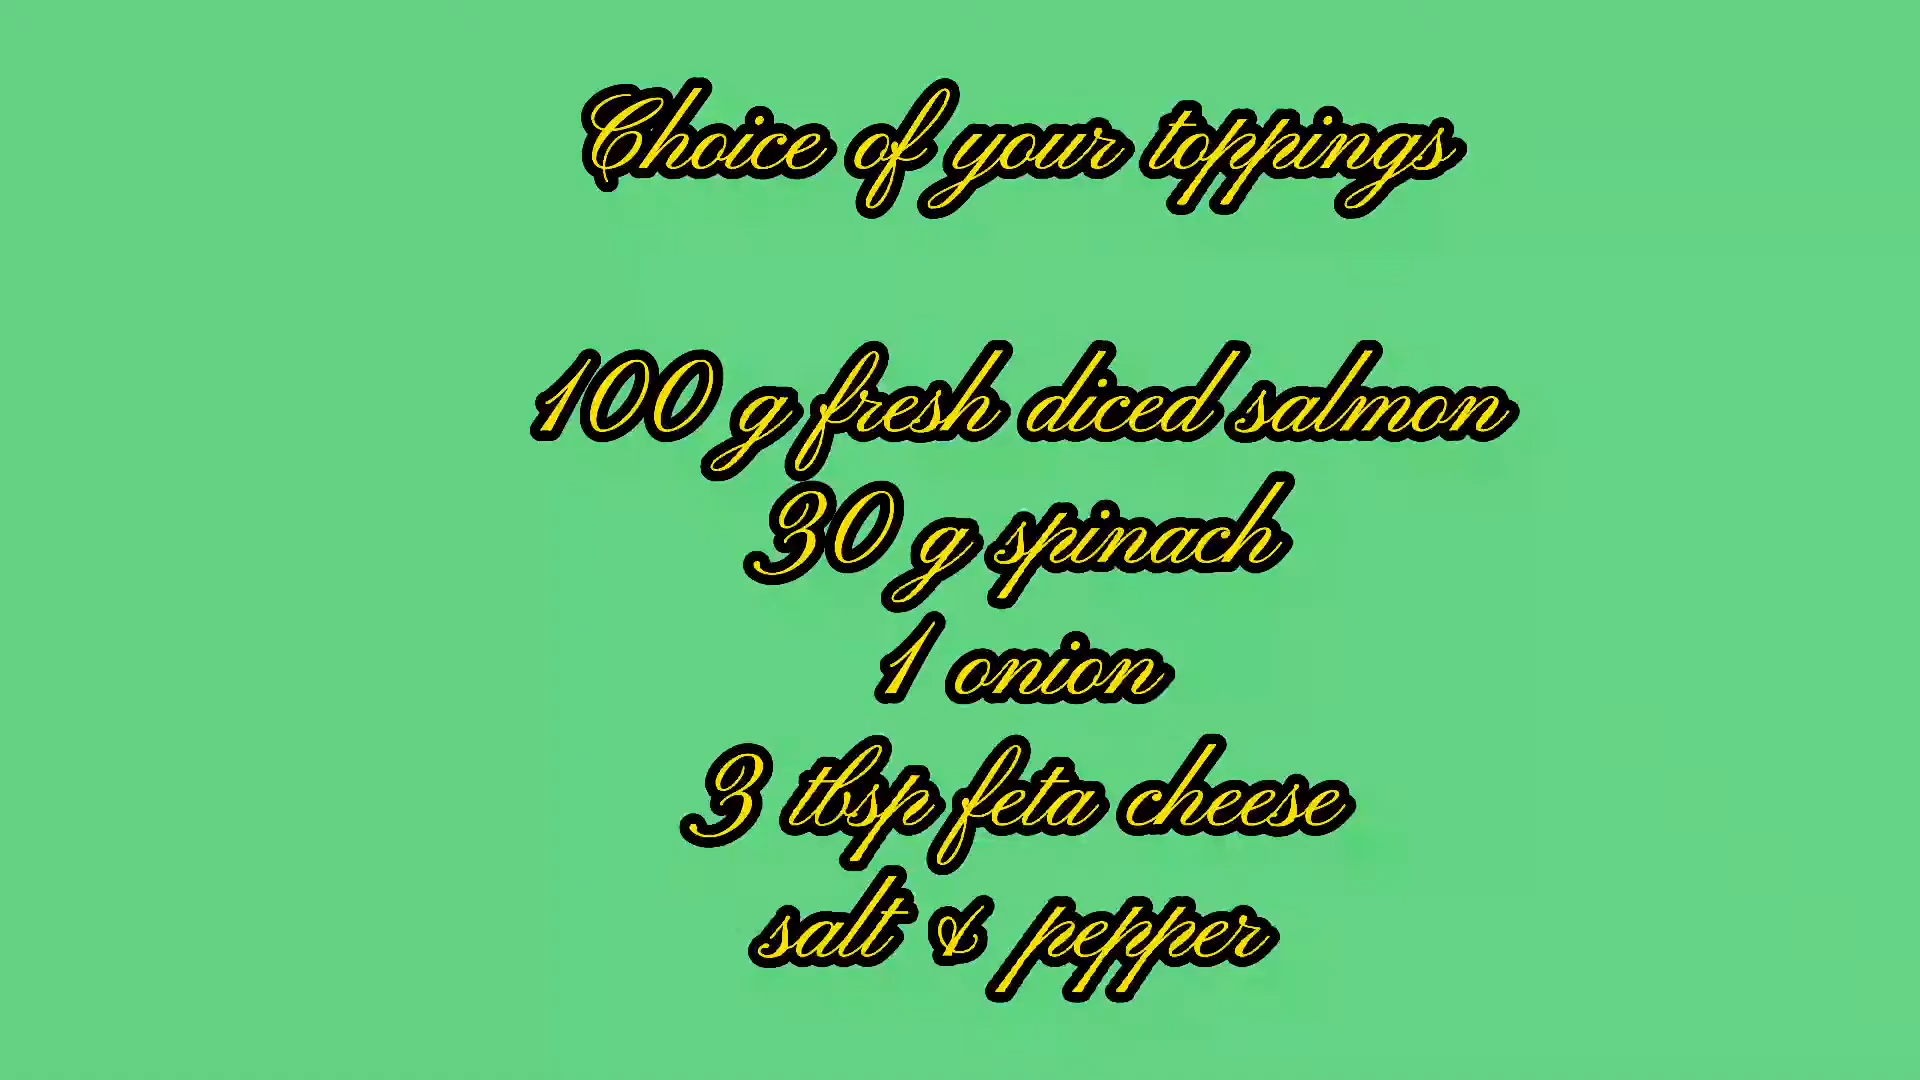 Choice of your toppings
100 g fresh diced salmon
30 g spinach
1 onion
3 tbsp feta cheese
salt & pepper